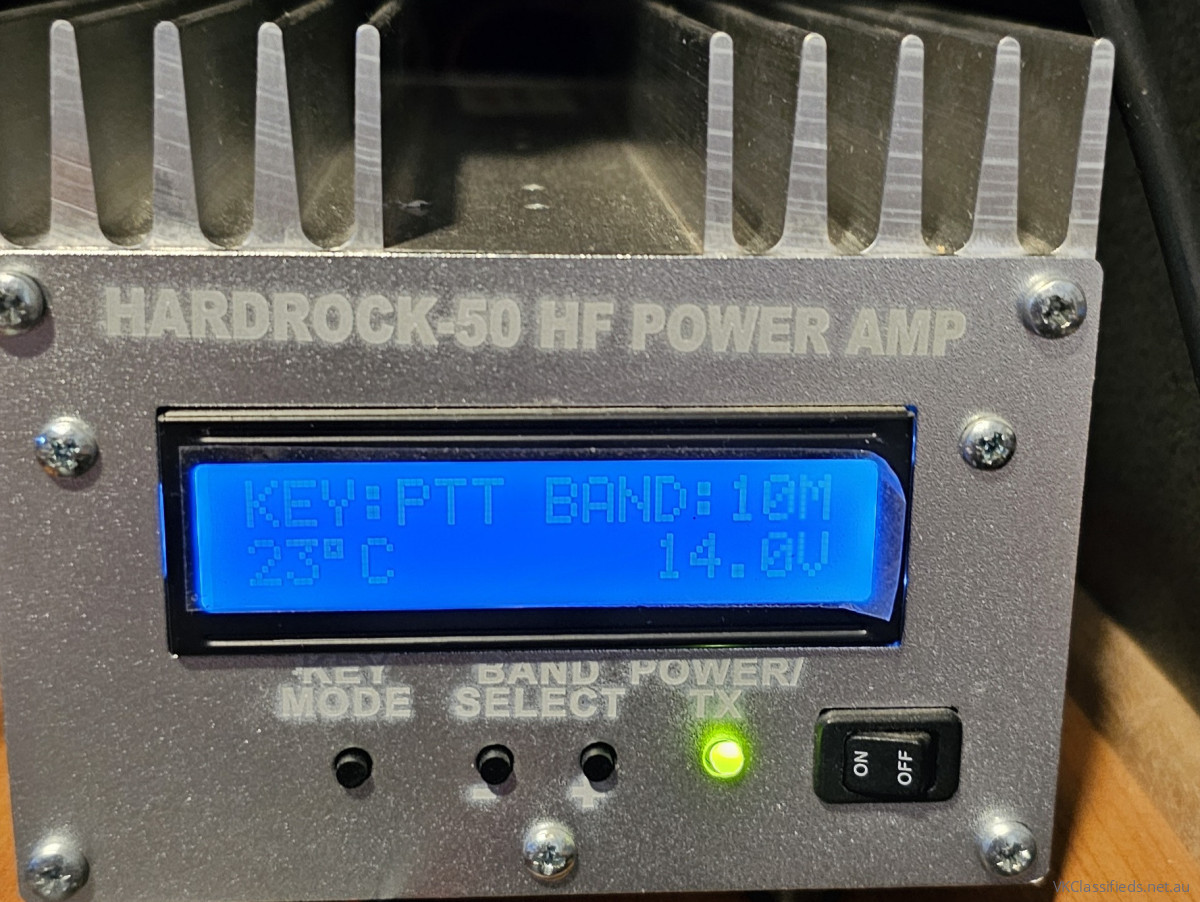 HARDROCK-50 HF POWER AMP
KEY:PTT BAND:10M
23°C 14.0V
KEY MODE
BAND SELECT
POWER/ TX
- +
ON OFF
VKClassifieds.net.au